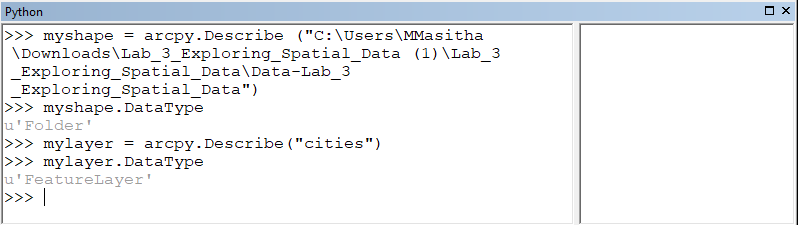 Python
>>> myshape = arcpy.Describe ("C:\Users\MMasitha
\Downloads\Lab_3_Exploring_Spatial_Data (1)\Lab_3
_Exploring_Spatial_Data\Data-Lab_3
_Exploring_Spatial_Data")
>>> myshape.DataType
u'Folder'
>>> mylayer = arcpy.Describe("cities")
>>> mylayer.DataType
u'FeatureLayer'
>>>